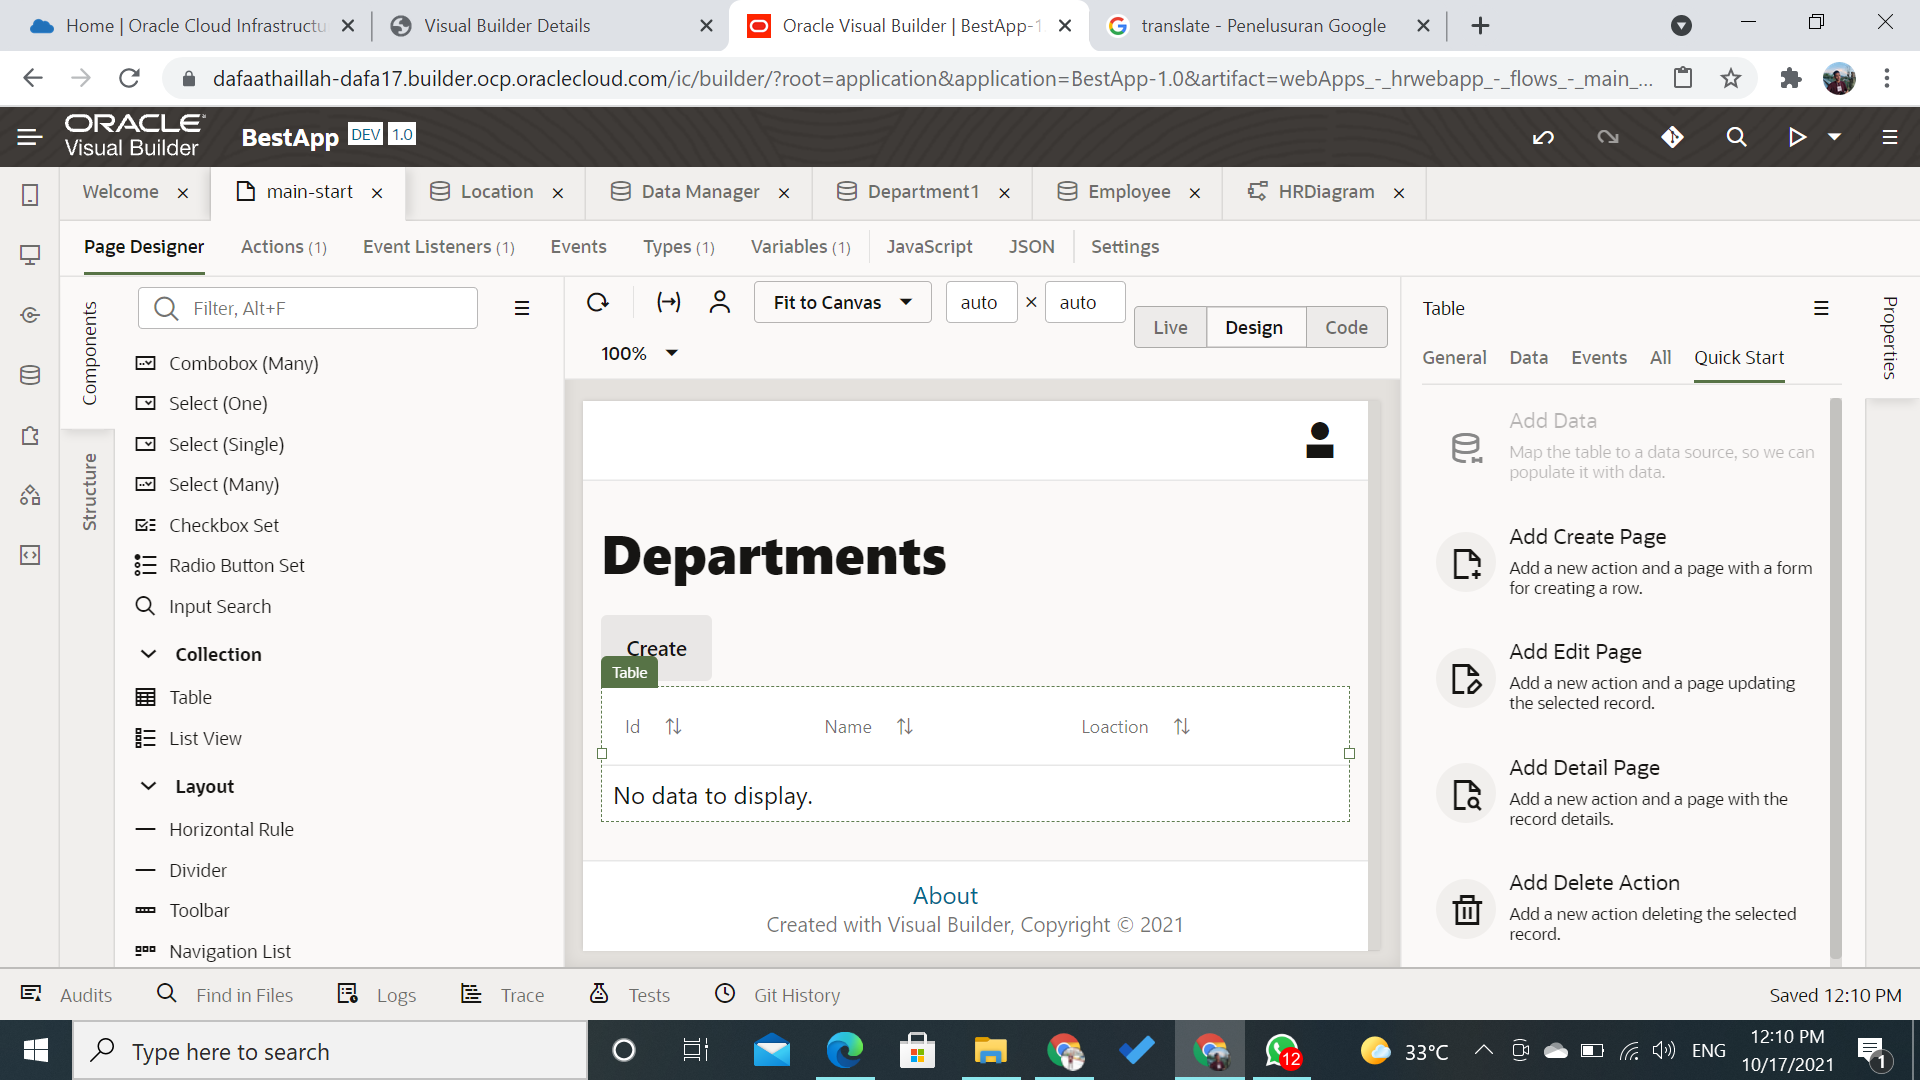 Home | Oracle Cloud Infrastructu
Visual Builder Details
Oracle Visual Builder | BestApp-1
translate - Penelusuran Google
dafaathaillah-dafa17.builder.ocp.oraclecloud.com/ic/builder/?root=application&application=BestApp-1.0&artifact=webApps_-_hrwebapp_-_flows_-_main_...
ORACLE
Visual Builder
BestApp DEV 1.0
Welcome
main-start
Location
Data Manager
Department1
Employee
HRDiagram
Page Designer
Actions (1)
Event Listeners (1)
Events
Types (1)
Variables (1)
JavaScript
JSON
Settings
Components
Structure
Filter, Alt+F
Combobox (Many)
Select (One)
Select (Single)
Select (Many)
Checkbox Set
Radio Button Set
Input Search
Collection
Table
List View
Layout
Horizontal Rule
Divider
Toolbar
Navigation List
Fit to Canvas
auto × auto
100%
Live
Design
Code
Departments
Create
Table
Id
Name
Loaction
No data to display.
About
Created with Visual Builder, Copyright © 2021
Table
Properties
General
Data
Events
All
Quick Start
Add Data
Map the table to a data source, so we can
populate it with data.
Add Create Page
Add a new action and a page with a form
for creating a row.
Add Edit Page
Add a new action and a page updating
the selected record.
Add Detail Page
Add a new action and a page with the
record details.
Add Delete Action
Add a new action deleting the selected
record.
Audits
Find in Files
Logs
Trace
Tests
Git History
Saved 12:10 PM
Type here to search
12
33°C
ENG
12:10 PM
10/17/2021
1